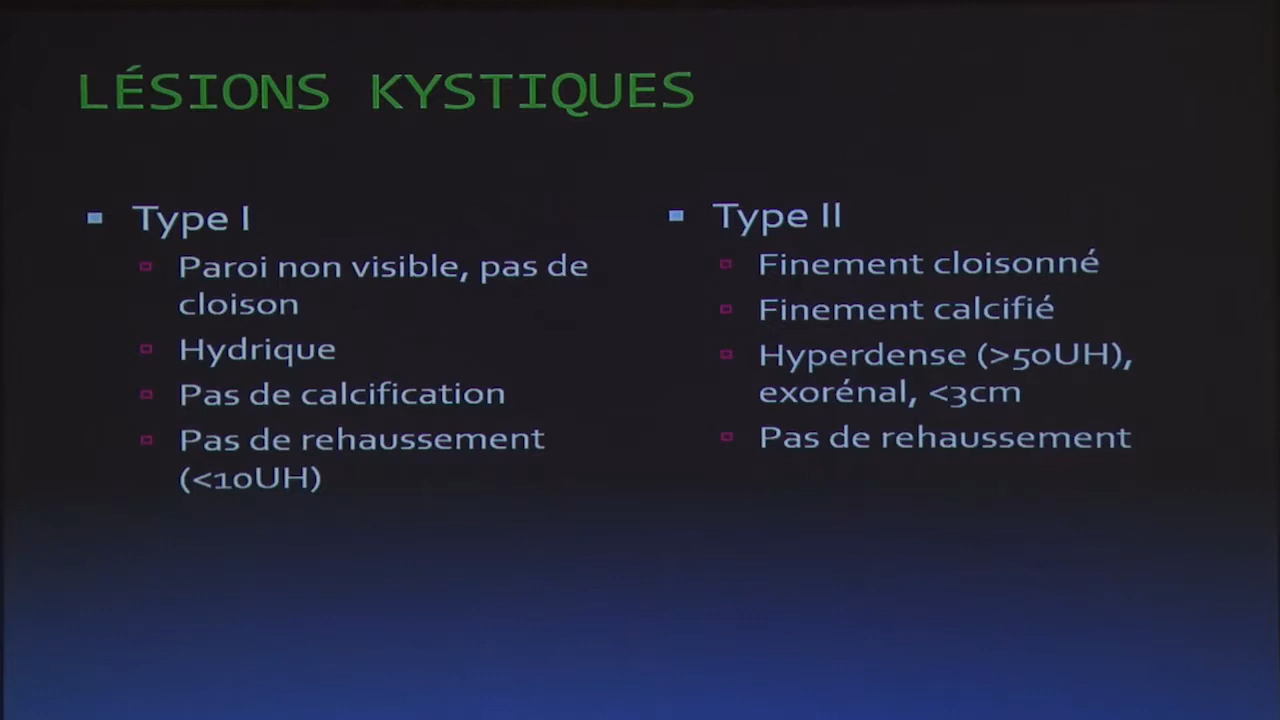 LÉSIONS KYSTIQUES
Type I
Paroi non visible, pas de
cloison
Hydrique
Pas de calcification
Pas de rehaussement
(<10UH)
Type II
Finement cloisonné
Finement calcifié
Hyperdense (>50UH),
exorénal, <3cm
Pas de rehaussement